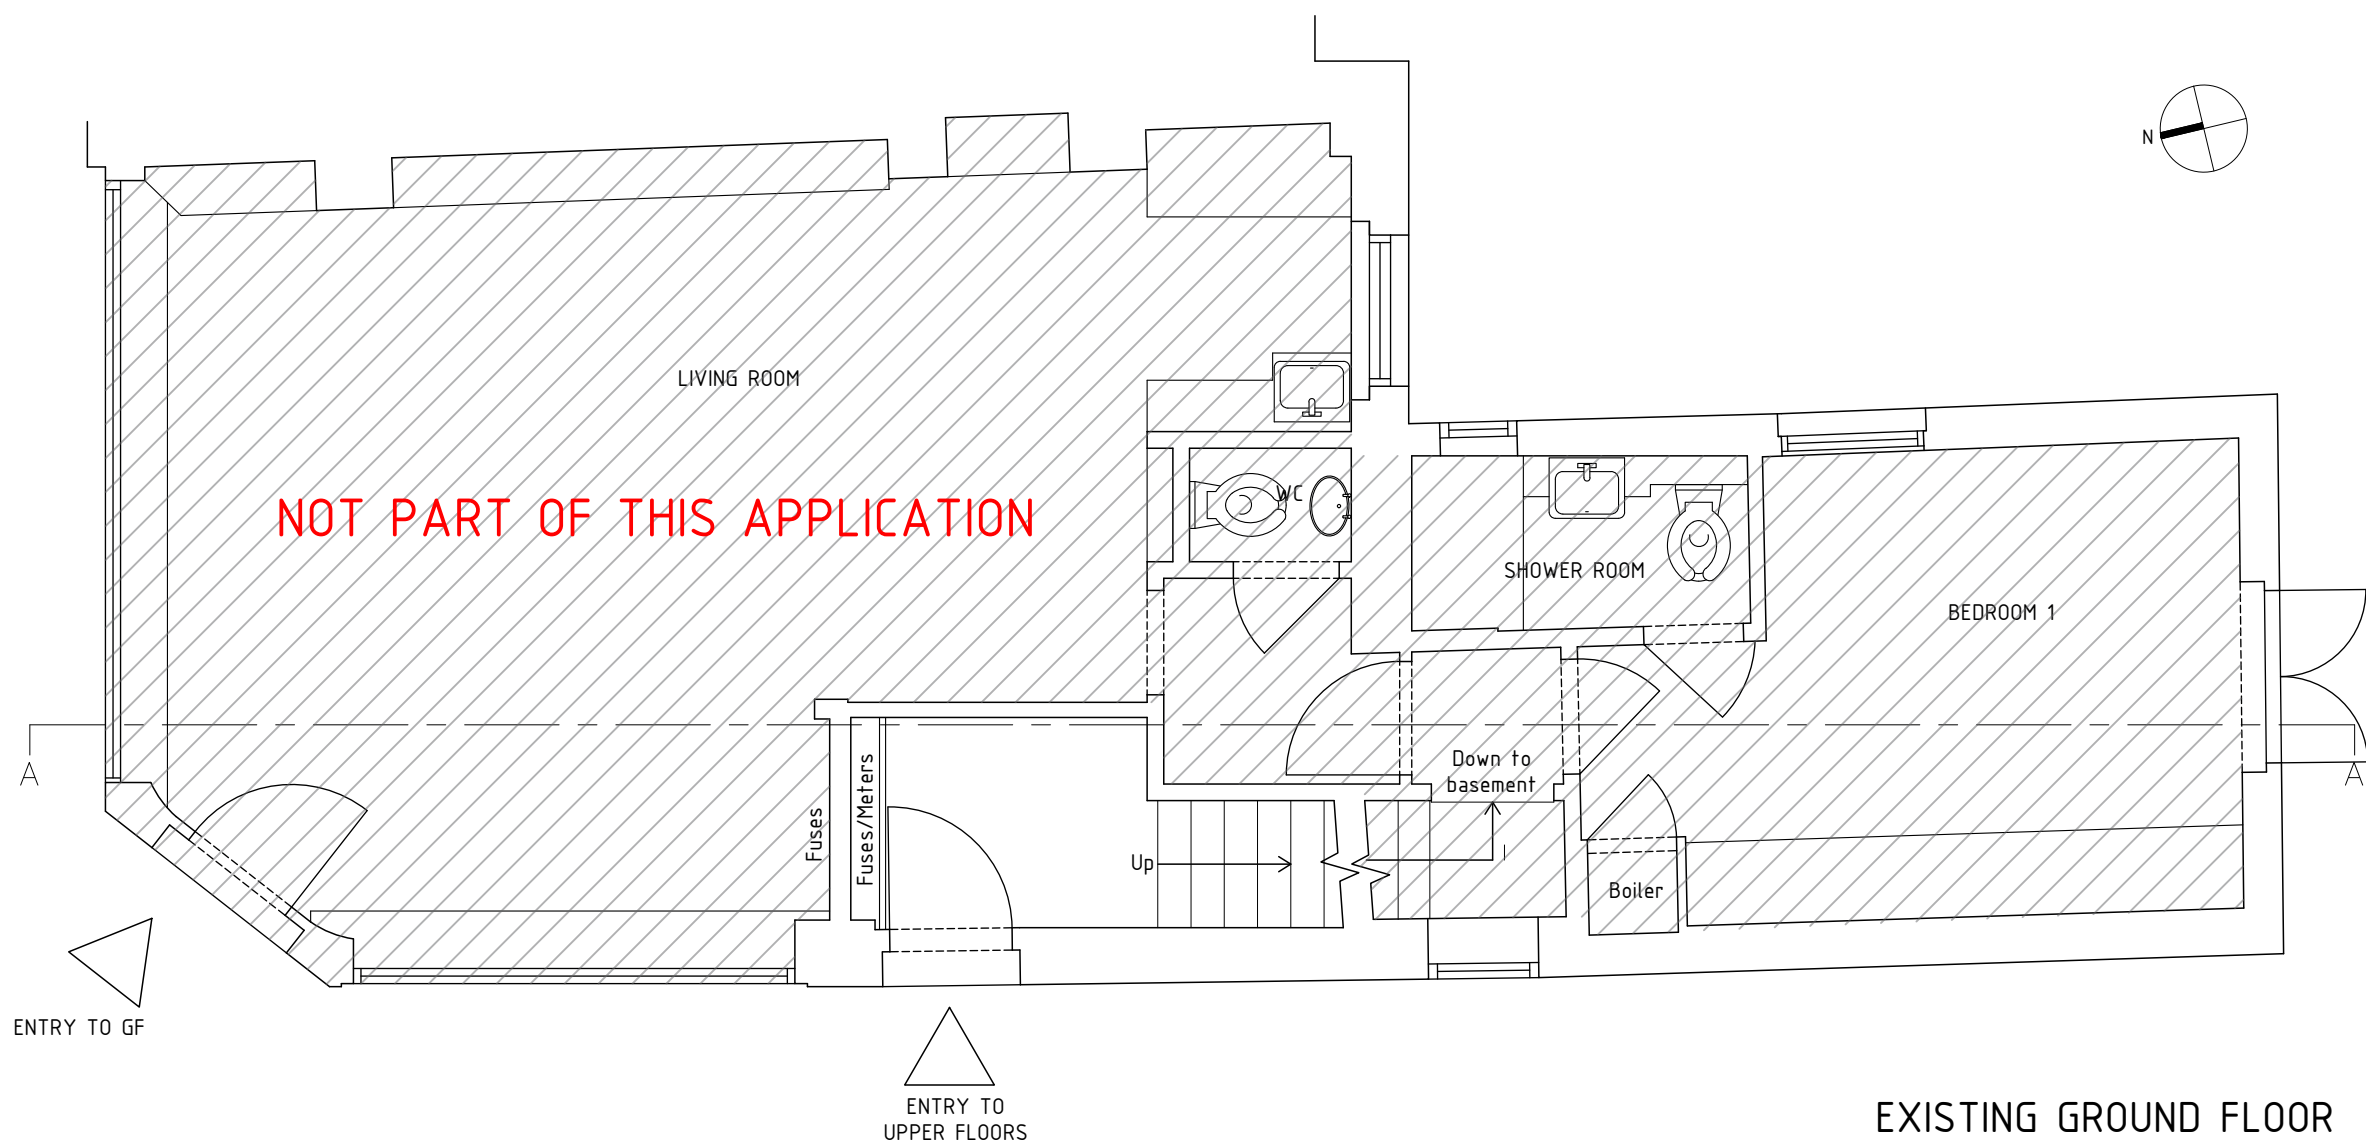 N
LIVING ROOM
NOT PART OF THIS APPLICATION
WC
SHOWER ROOM
BEDROOM 1
A
Down to
basement
A
Fuses
Fuses/Meters
Up
Boiler
ENTRY TO GF
ENTRY TO
UPPER FLOORS
EXISTING GROUND FLOOR